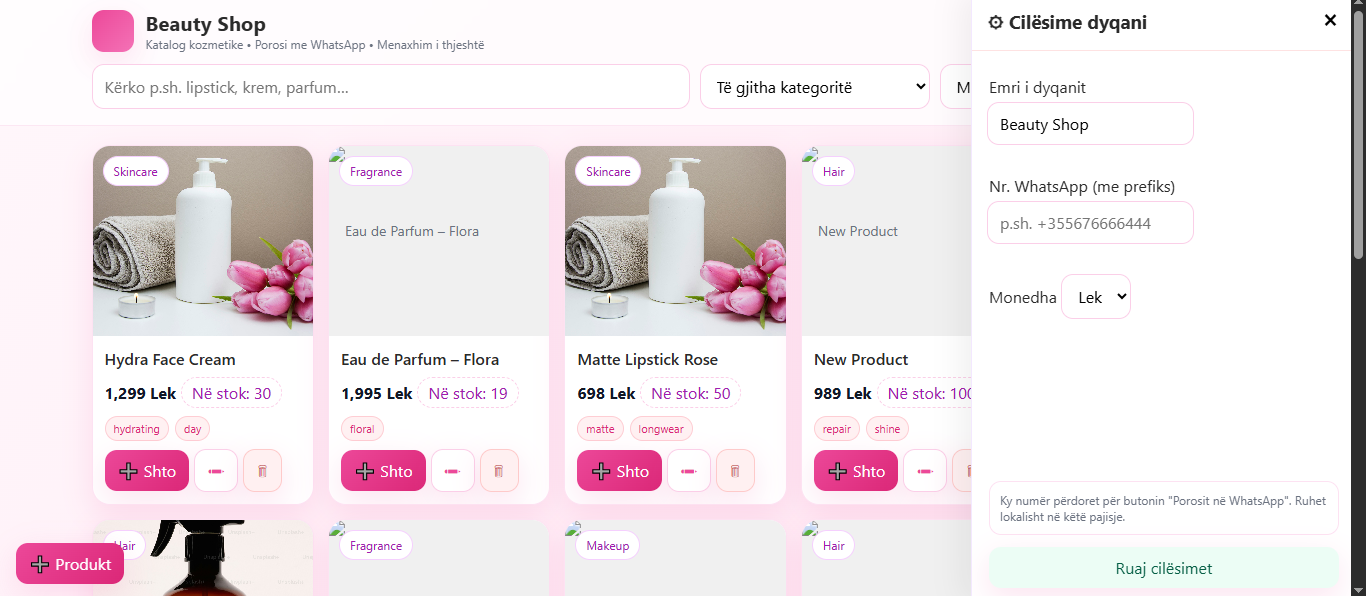 Beauty Shop
Katalog kozmetike • Porosi me WhatsApp • Menaxhim i thjeshtë
Kërko p.sh. lipstick, krem, parfum...
Të gjitha kategoritë
M
Skincare
Fragrance
Skincare
Hair
Eau de Parfum – Flora
New Product
Hydra Face Cream
Eau de Parfum – Flora
Matte Lipstick Rose
New Product
1,299 Lek Në stok: 30
1,995 Lek Në stok: 19
698 Lek Në stok: 50
989 Lek Në stok: 100
hydrating day
floral
matte longwear
repair shine
➕ Shto
➕ Shto
➕ Shto
➕ Shto
Hair
Fragrance
Makeup
Hair
➕ Produkt
⚙ Cilësime dyqani
×
Emri i dyqanit
Beauty Shop
Nr. WhatsApp (me prefiks)
p.sh. +355676666444
Monedha Lek
Ky numër përdoret për butonin "Porosit në WhatsApp". Ruhet
lokalisht në këtë pajisje.
Ruaj cilësimet